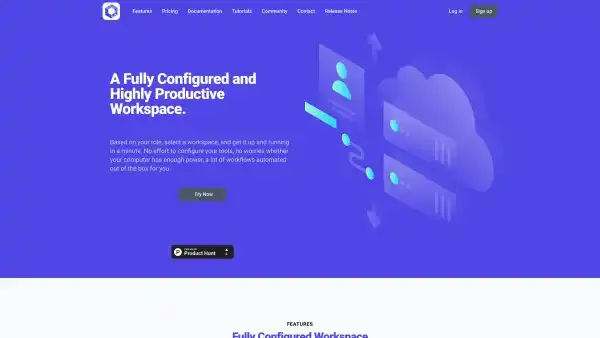 Features Pricing Documentation Tutorials Community Contact Release Notes Log in Sign up
A Fully Configured and
Highly Productive
Workspace.
Based on your role, select a workspace, and get it up and running
in a minute. No effort to configure your tools, no worries whether
your computer has enough power, a lot of workflows automated
out of the box for you.
Try Now
Product Hunt
FEATURES
Fully Configured Workspace